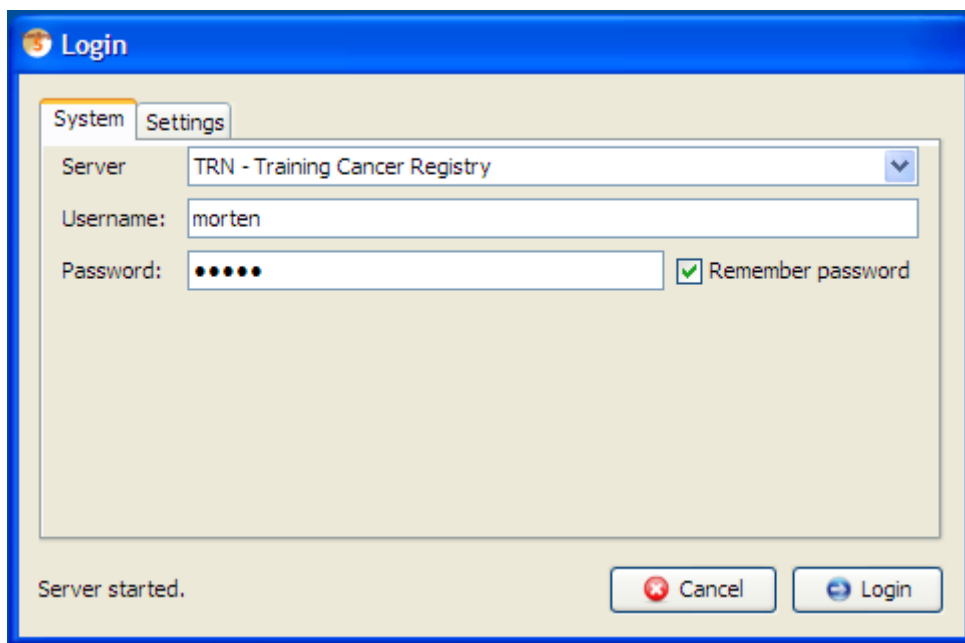 Login
System
Settings
Server
TRN - Training Cancer Registry
Username:
morten
Password:
●●●●●
Remember password
Server started.
Cancel
Login